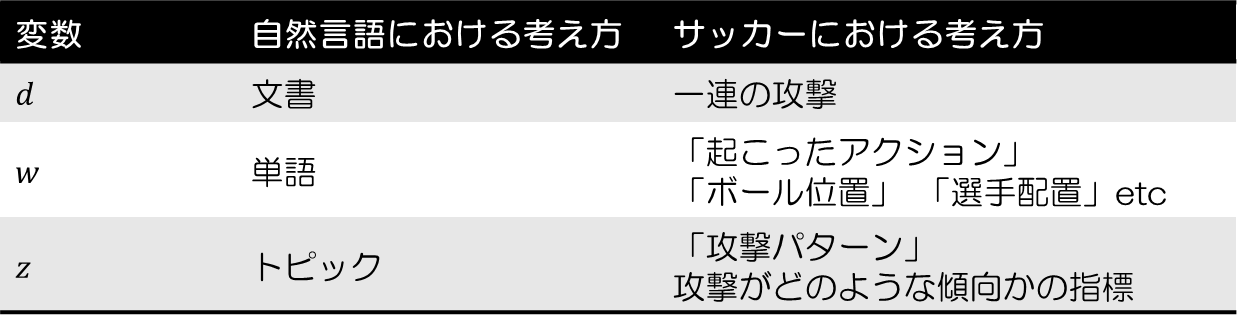 変数 自然言語における考え方 サッカーにおける考え方
d 文書 一連の攻撃
w 単語 「起こったアクション」
「ボール位置」 「選手配置」etc
z トピック 「攻撃パターン」
攻撃がどのような傾向かの指標